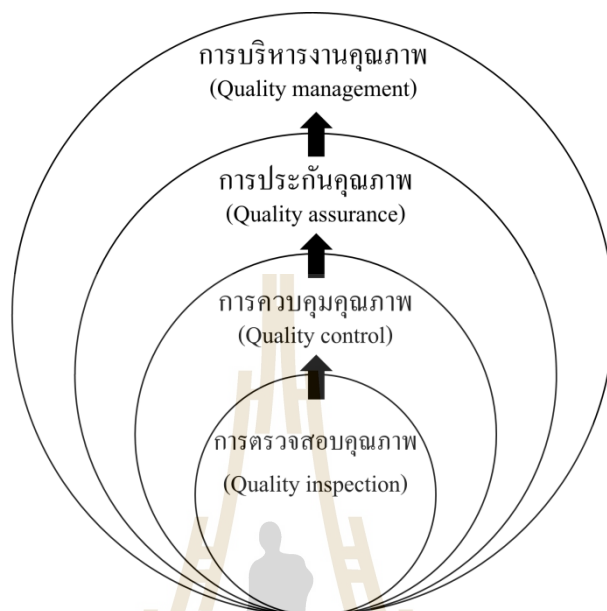 การบริหารงานคุณภาพ
(Quality management)
การประกันคุณภาพ
(Quality assurance)
การควบคุมคุณภาพ
(Quality control)
การตรวจสอบคุณภาพ
(Quality inspection)